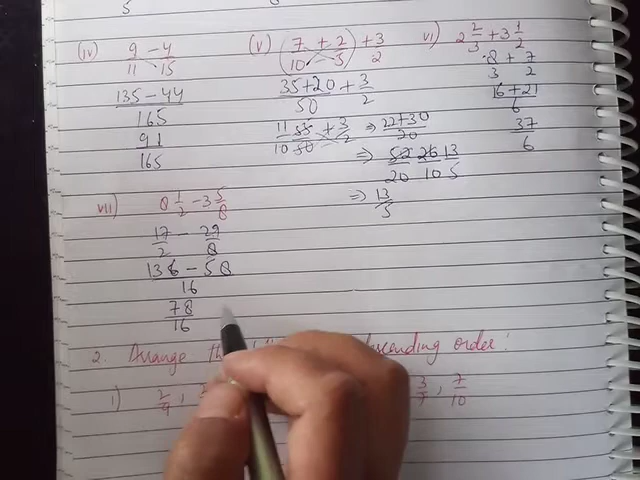 5
(iv) 9/11 - 4/15
135 - 44 / 165
91/165
(v) (7/10 + 2/5) + 3/2
35 + 20 / 50 + 3/2
11/10 55/50 + 3/2 ⇒ 22 + 30 / 20
⇒ 52/20 26/10 13/5
⇒ 13/5
vi) 2 2/3 + 3 1/2
8/3 + 7/2
16 + 21 / 6
37/6
vii) 8 1/2 - 3 5/8
17/2 - 29/8
136 - 58 / 16
78/16
2. Arrange order:
i) 2/9, 3/7, 7/10